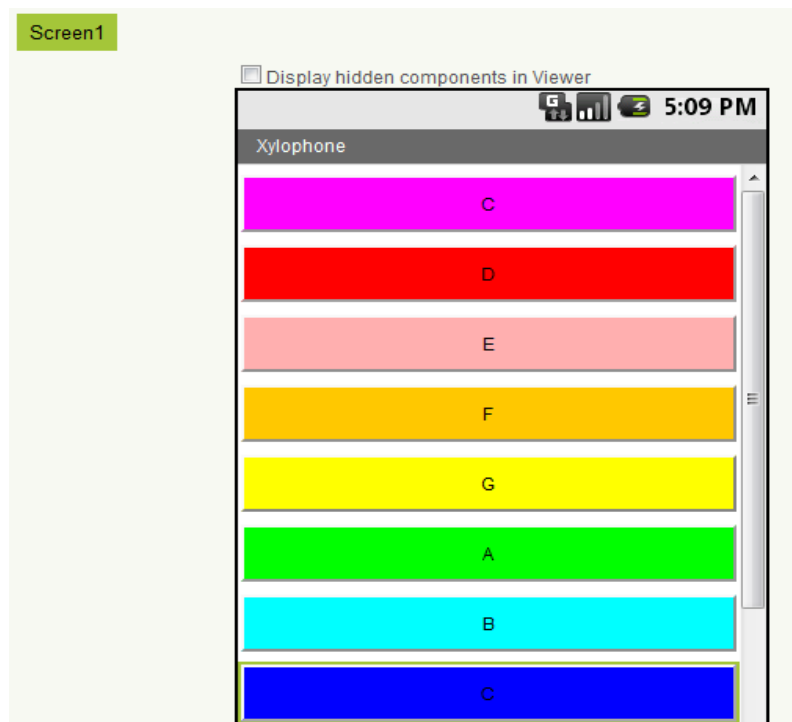 Screen1
Display hidden components in Viewer
G 5:09 PM
Xylophone
C
D
E
F
G
A
B
C